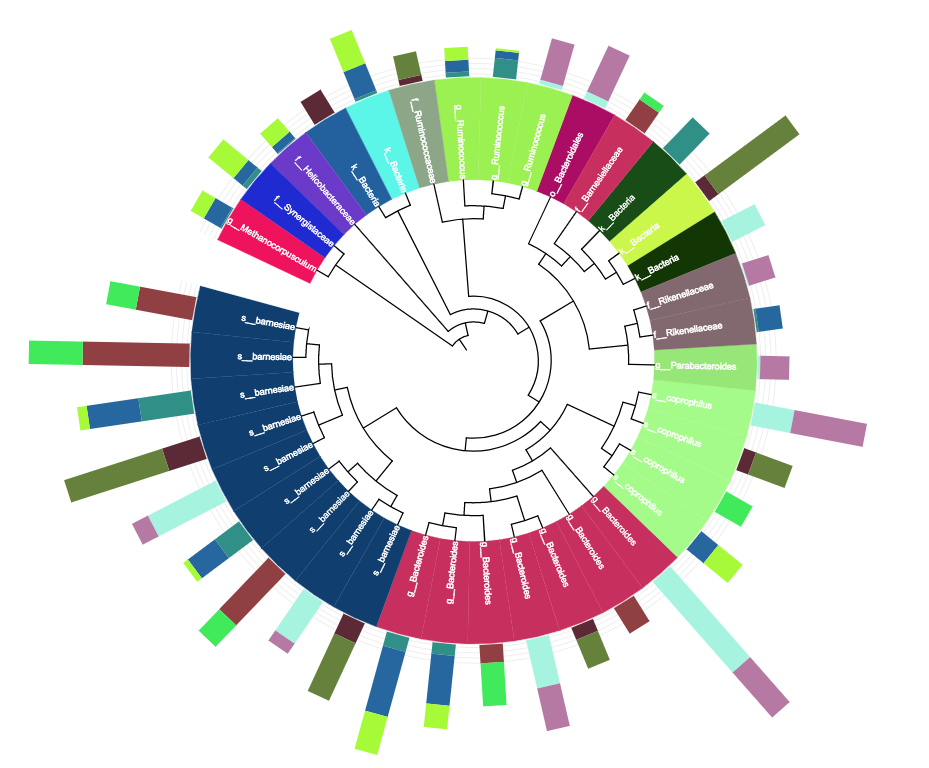 g__Methanocorpusculum
f__Synergistaceae
f__Helicobacteraceae
k__Bacteria
k__Bacteria
f__Ruminococcaceae
g__Ruminococcus
g__Ruminococcus
g__Ruminococcus
o__Bacteroidales
f__Barnesiellaceae
k__Bacteria
k__Bacteria
k__Bacteria
f__Rikenellaceae
f__Rikenellaceae
g__Parabacteroides
s__coprophilus
s__coprophilus
s__coprophilus
s__coprophilus
g__Bacteroides
g__Bacteroides
g__Bacteroides
g__Bacteroides
g__Bacteroides
g__Bacteroides
g__Bacteroides
s__barnesiae
s__barnesiae
s__barnesiae
s__barnesiae
s__barnesiae
s__barnesiae
s__barnesiae
s__barnesiae
s__barnesiae